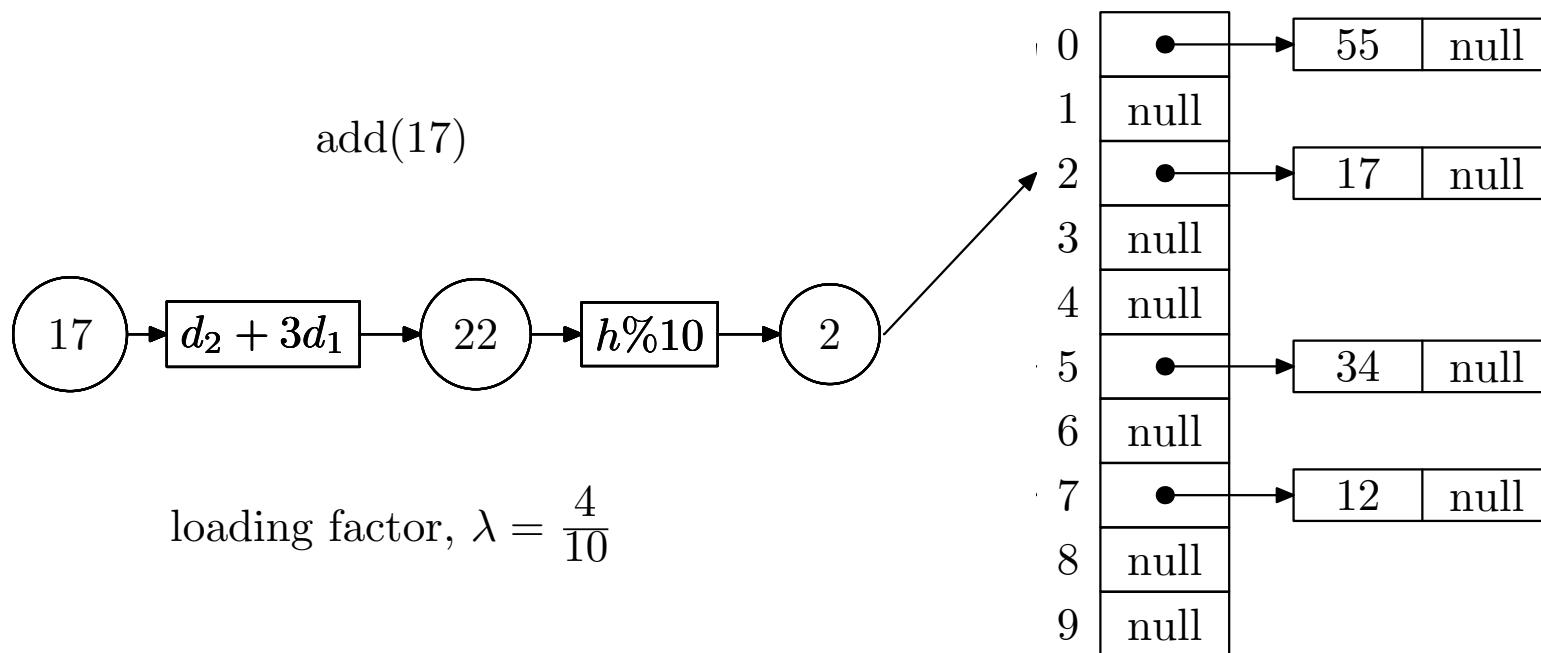 add(17)
17 d₂ + 3d₁ 22 h%10 2
loading factor, λ = 4/10
0 55 null
1 null
2 17 null
3 null
4 null
5 34 null
6 null
7 12 null
8 null
9 null